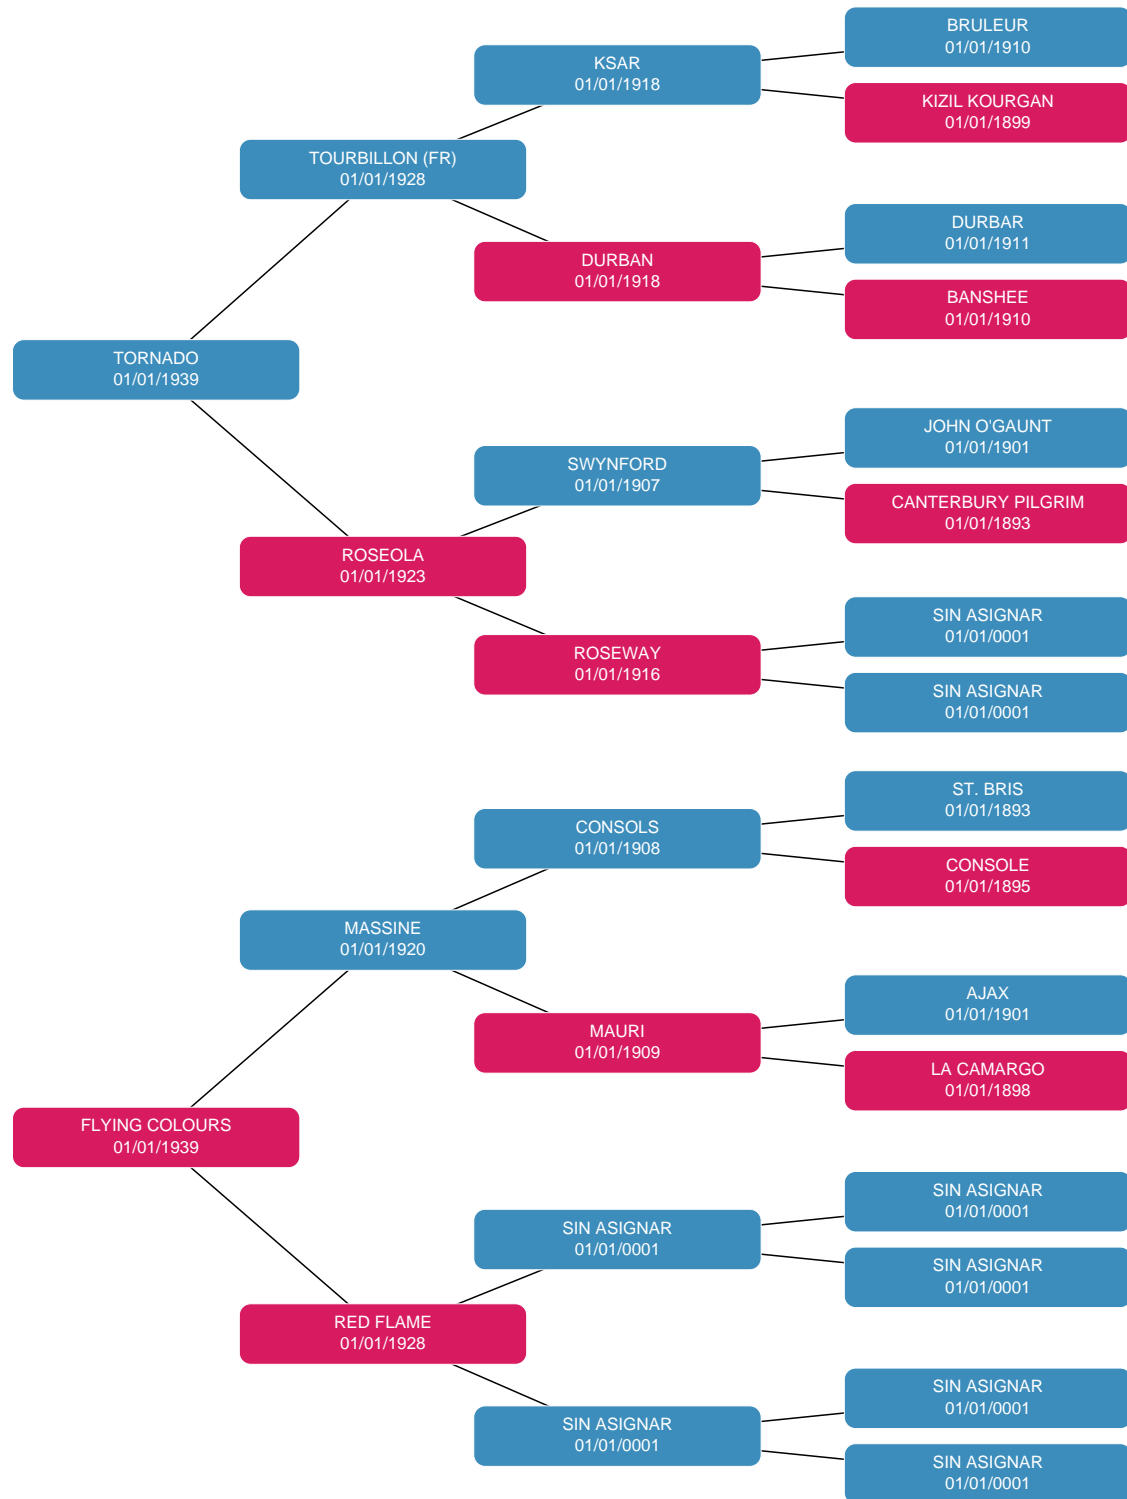 BRULEUR
01/01/1910
KSAR
01/01/1918
KIZIL KOURGAN
01/01/1899
TOURBILLON (FR)
01/01/1928
DURBAR
01/01/1911
DURBAN
01/01/1918
BANSHEE
01/01/1910
TORNADO
01/01/1939
JOHN O'GAUNT
01/01/1901
SWYNFORD
01/01/1907
CANTERBURY PILGRIM
01/01/1893
ROSEOLA
01/01/1923
SIN ASIGNAR
01/01/0001
ROSEWAY
01/01/1916
SIN ASIGNAR
01/01/0001
ST. BRIS
01/01/1893
CONSOLS
01/01/1908
CONSOLE
01/01/1895
MASSINE
01/01/1920
AJAX
01/01/1901
MAURI
01/01/1909
LA CAMARGO
01/01/1898
FLYING COLOURS
01/01/1939
SIN ASIGNAR
01/01/0001
SIN ASIGNAR
01/01/0001
SIN ASIGNAR
01/01/0001
RED FLAME
01/01/1928
SIN ASIGNAR
01/01/0001
SIN ASIGNAR
01/01/0001
SIN ASIGNAR
01/01/0001